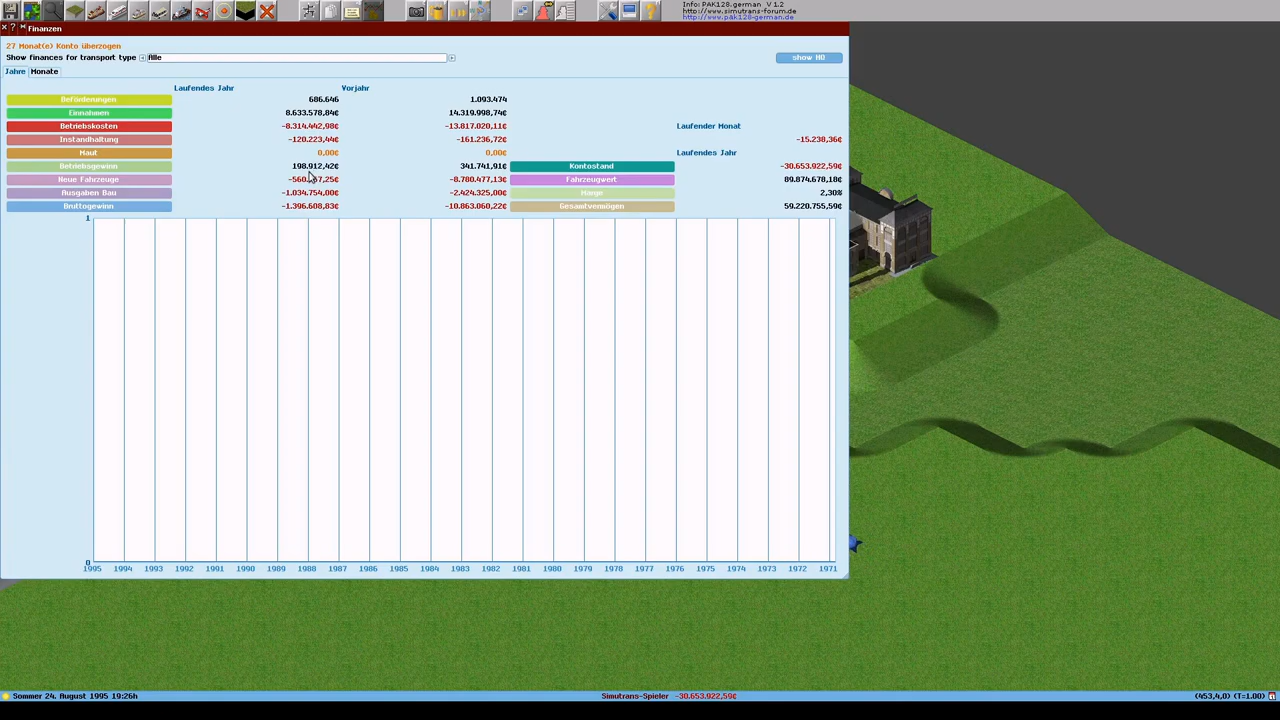 Info: PAK128.german V 1.2
http://www.simutrans-forum.de
http://www.pak128-german.de
Finanzen
27 Monat(e) Konto überzogen
Show finances for transport type Alle show HQ
Jahre Monate
Laufendes Jahr Vorjahr
Beförderungen 686.646 1.093.474
Einnahmen 8.633.578,84¢ 14.319.998,74¢
Betriebskosten -8.314.442,98¢ -13.817.020,11¢ Laufender Monat
Instandhaltung -120.223,44¢ -161.236,72¢ -15.238,36¢
Maut 0,00¢ 0,00¢ Laufendes Jahr
Betriebsgewinn 198.912,42¢ 341.741,91¢ Kontostand -30.653.922,59¢
Neue Fahrzeuge -8.780.477,13¢ Fahrzeugwert 89.874.678,18¢
Ausgaben Bau -1.034.754,00¢ -2.424.325,00¢ Marge 2,30%
Bruttogewinn -1.396.608,83¢ -10.863.060,22¢ Gesamtvermögen 59.220.755,59¢
1
0
1995 1994 1993 1992 1991 1990 1989 1988 1987 1986 1985 1984 1983 1982 1981 1980 1979 1978 1977 1976 1975 1974 1973 1972 1971
Sommer 24. August 1995 19:26h Simutrans-Spieler -30.653.922,59¢ (453,4,0) (T=1.00)